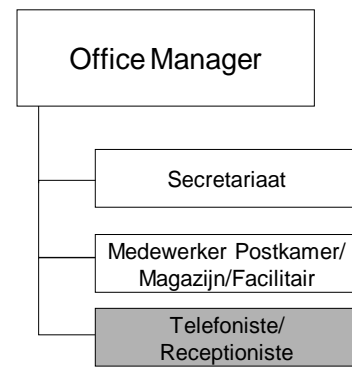 Office Manager
Secretariaat
Medewerker Postkamer/
Magazijn/Facilitair
Telefoniste/
Receptioniste